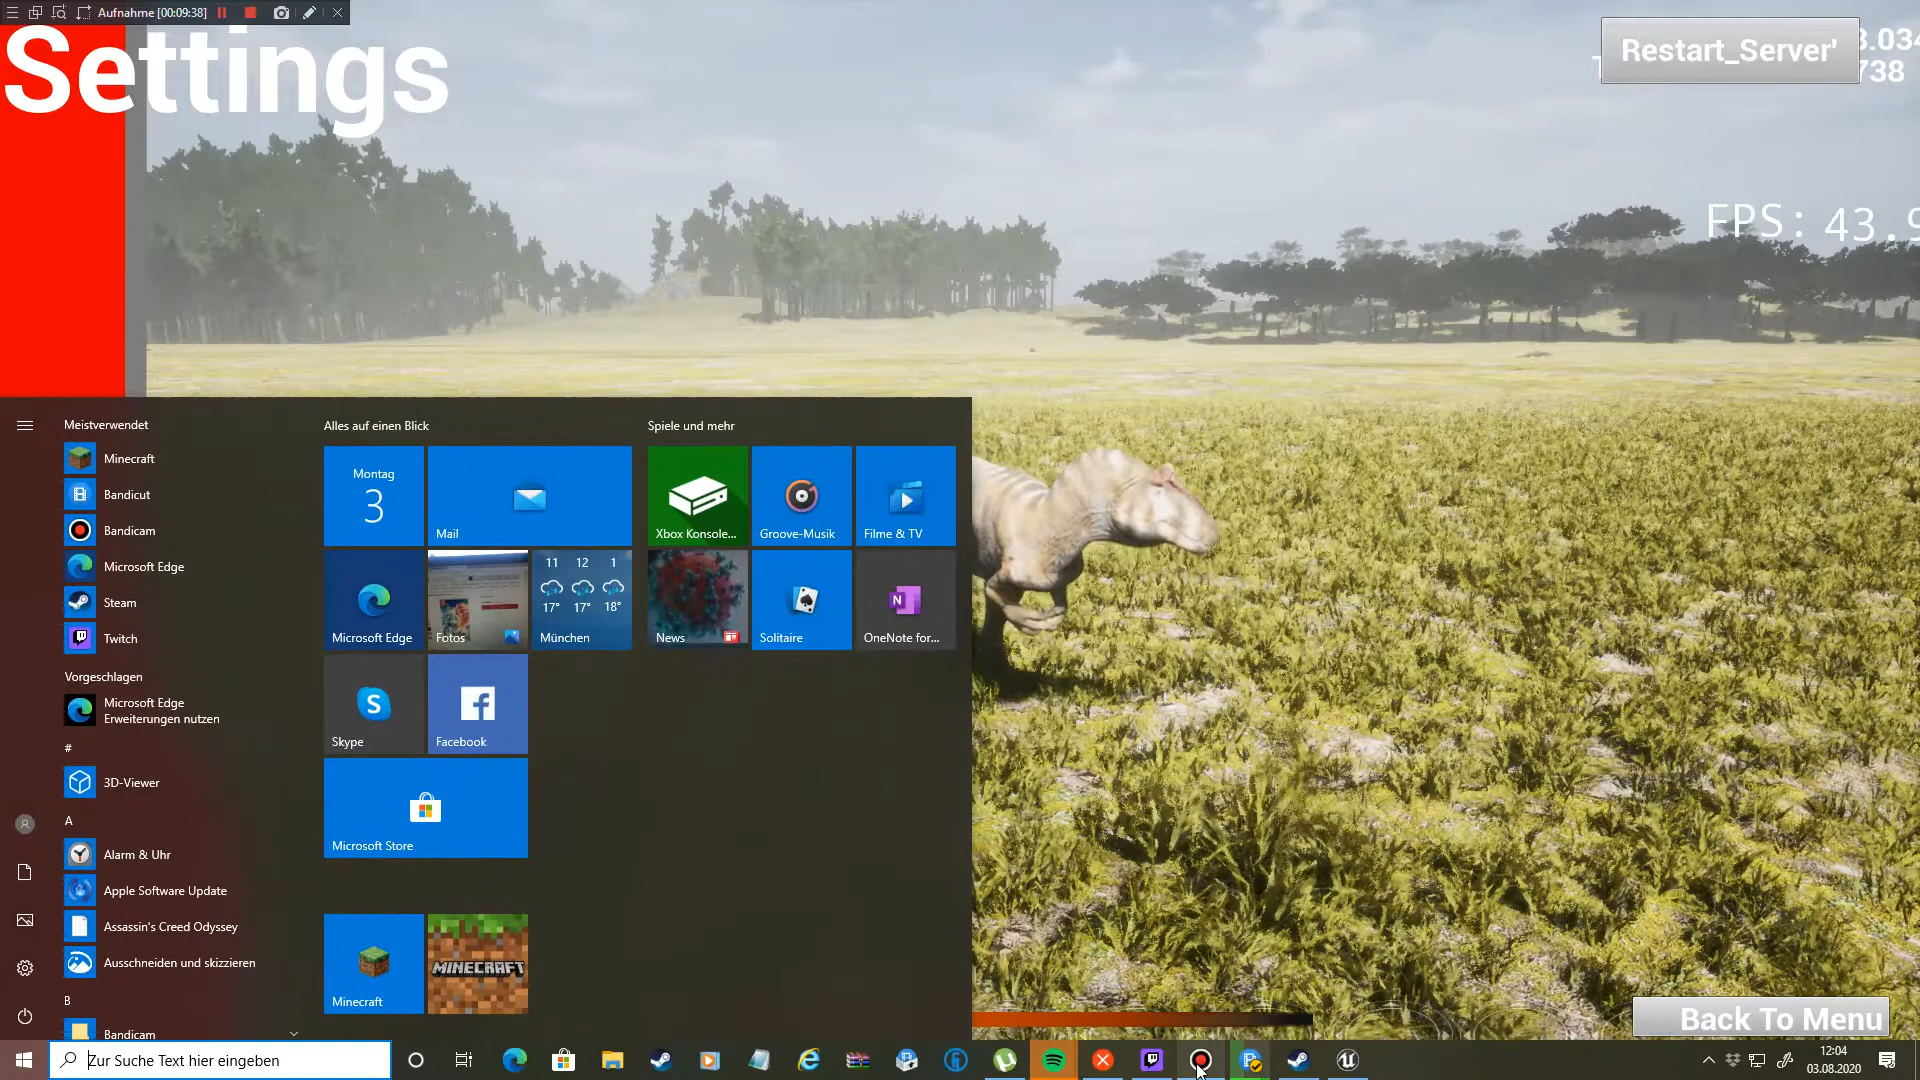 Aufnahme [00:09:38]
Settings
Restart_Server'
738
FPS: 43.9
Meistverwendet
Minecraft
Bandicut
Bandicam
Microsoft Edge
Steam
Twitch
Vorgeschlagen
Microsoft Edge
Erweiterungen nutzen
#
3D-Viewer
A
Alarm & Uhr
Apple Software Update
Assassin's Creed Odyssey
Ausschneiden und skizzieren
B
Bandicam
Alles auf einen Blick
Montag
3
Mail
Microsoft Edge
Fotos
11 12 1
17° 17° 18°
München
Skype
Facebook
Microsoft Store
Minecraft
MINECRAFT
Spiele und mehr
Xbox Konsole...
Groove-Musik
Filme & TV
News
Solitaire
OneNote for...
Back To Menu
Zur Suche Text hier eingeben
12:04
03.08.2020